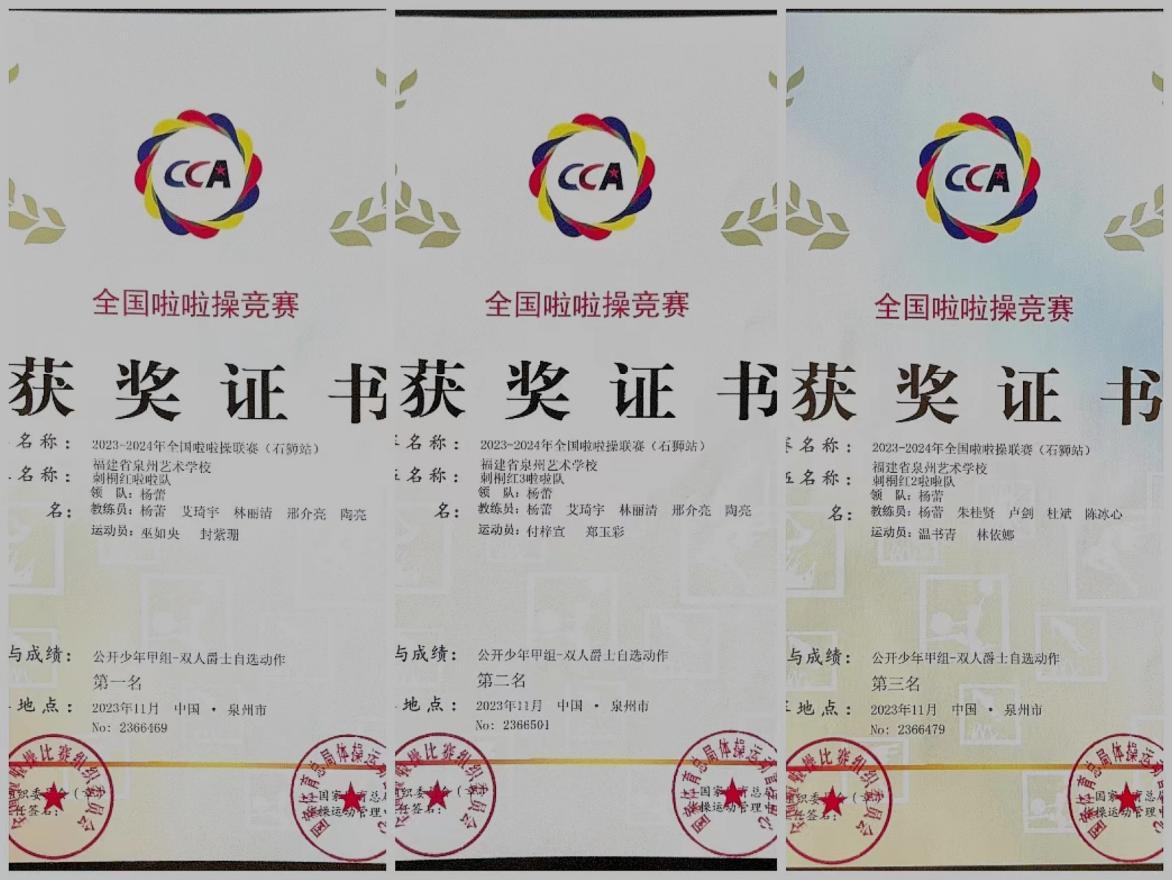 CCA
全国啦啦操竞赛
获奖证书
名称： 2023-2024年全国啦啦操联赛（石狮站）
名称： 福建省泉州艺术学校
刺桐红啦啦队
领 队：杨蕾
名： 教练员：杨蕾 艾琦宇 林丽清 邢介亮 陶亮
运动员：巫如央 封紫珊
与成绩： 公开少年甲组-双人爵士自选动作
第一名
地点： 2023年11月 中国 · 泉州市
No: 2366469
CCA
全国啦啦操竞赛
获奖证书
名称： 2023-2024年全国啦啦操联赛（石狮站）
名称： 福建省泉州艺术学校
刺桐红3啦啦队
领 队：杨蕾
名： 教练员：杨蕾 艾琦宇 林丽清 邢介亮 陶亮
运动员：付梓宣 郑玉彩
与成绩： 公开少年甲组-双人爵士自选动作
第二名
地点： 2023年11月 中国 · 泉州市
No: 2366501
CCA
全国啦啦操竞赛
获奖证书
名称： 2023-2024年全国啦啦操联赛（石狮站）
名称： 福建省泉州艺术学校
刺桐红2啦啦队
领 队：杨蕾
名： 教练员：杨蕾 朱桂贤 卢剑 杜斌 陈冰心
运动员：温书青 林依娜
与成绩： 公开少年甲组-双人爵士自选动作
第三名
地点： 2023年11月 中国 · 泉州市
No: 2366479